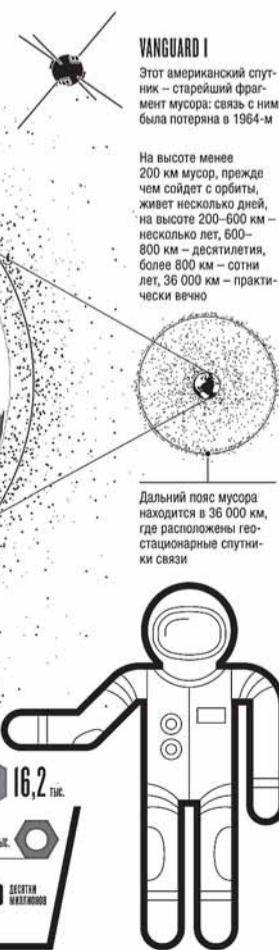 VANGUARD I
Этот американский спут-
ник – старейший фраг-
мент мусора: связь с ним
была потеряна в 1964-м
На высоте менее
200 км мусор, прежде
чем сойдет с орбиты,
живет несколько дней,
на высоте 200–600 км –
несколько лет, 600–
800 км – десятилетия,
более 800 км – сотни
лет, 36 000 км – практи-
чески вечно
Дальний пояс мусора
находится в 36 000 км,
где расположены гео-
стационарные спутни-
ки связи
16,2 тыс.
тыс.
ДЕСЯТКИ
МИЛЛИОНОВ